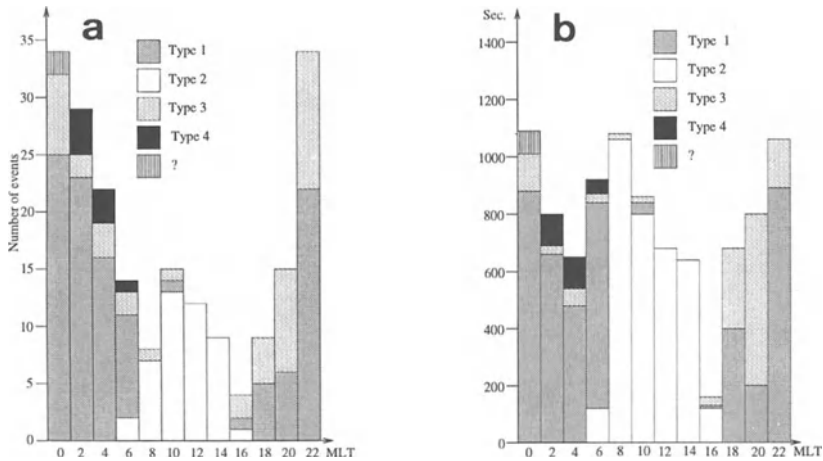 a
Number of events
35
30
25
20
15
10
5
0
Type 1
Type 2
Type 3
Type 4
?
0 2 4 6 8 10 12 14 16 18 20 22 MLT
b
Sec.
1400
1200
1000
800
600
400
200
000
Type 1
Type 2
Type 3
Type 4
?
0 2 4 6 8 10 12 14 16 18 20 22 MLT